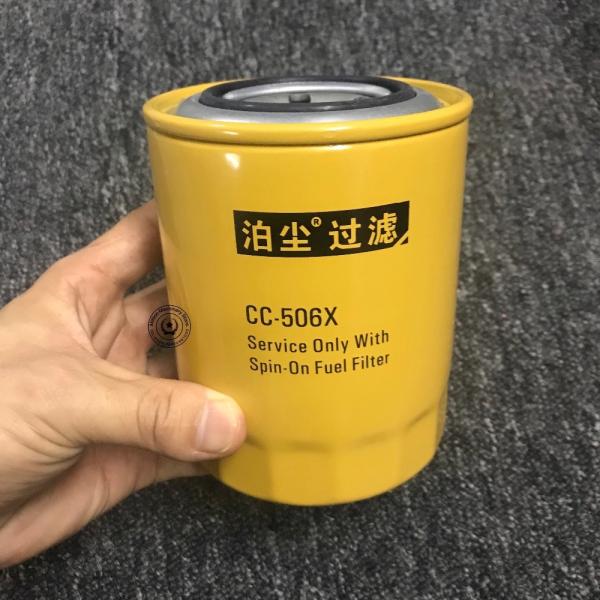 泊尘® 过滤
CC-506X
Service Only With
Spin-On Fuel Filter